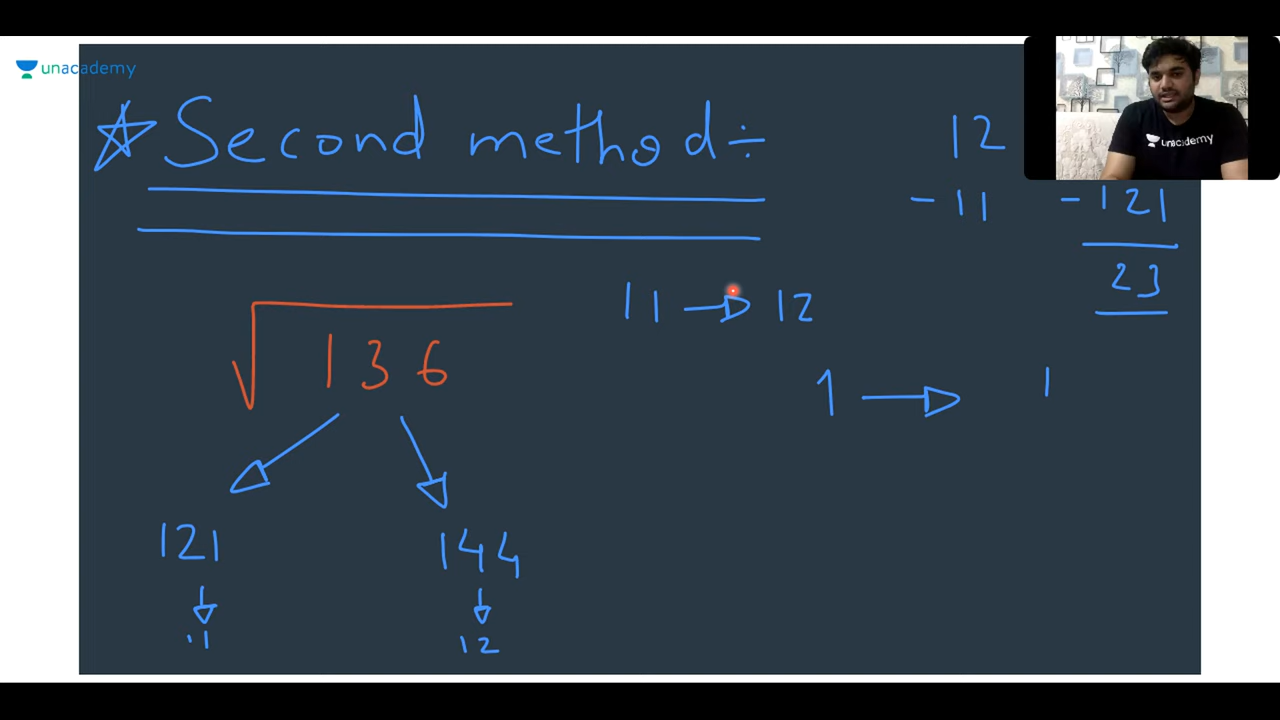 unacademy
Second method÷
12
unacademy
-11 -121
23
11 → 12
√136
1 → 1
121 144
↓ ↓
11 12